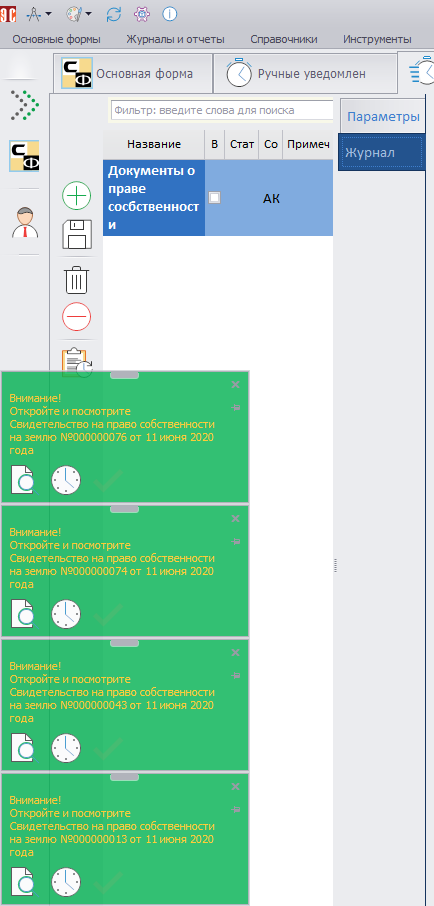 Основные формы Журналы и отчеты Справочники Инструменты
Основная форма Ручные уведомлен
Фильтр: введите слова для поиска
Параметры
Название В Стат Со Примеч
Журнал
Документы о
праве
сосбственност
и
АК
Внимание!
Откройте и посмотрите
Свидетельство на право собственности
на землю №000000076 от 11 июня 2020
года
Внимание!
Откройте и посмотрите
Свидетельство на право собственности
на землю №000000074 от 11 июня 2020
года
Внимание!
Откройте и посмотрите
Свидетельство на право собственности
на землю №000000043 от 11 июня 2020
года
Внимание!
Откройте и посмотрите
Свидетельство на право собственности
на землю №000000013 от 11 июня 2020
года